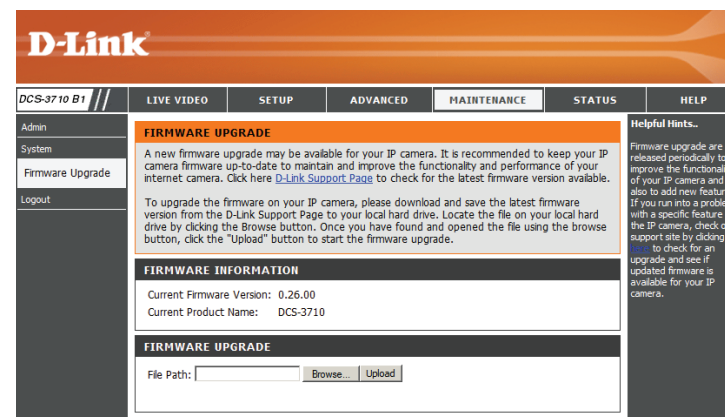 D-Link
DCS-3710 B1 // LIVE VIDEO SETUP ADVANCED MAINTENANCE STATUS HELP
Admin
System
Firmware Upgrade
Logout
FIRMWARE UPGRADE
A new firmware upgrade may be available for your IP camera. It is recommended to keep your IP
camera firmware up-to-date to maintain and improve the functionality and performance of your
internet camera. Click here D-Link Support Page to check for the latest firmware version available.
To upgrade the firmware on your IP camera, please download and save the latest firmware
version from the D-Link Support Page to your local hard drive. Locate the file on your local hard
drive by clicking the Browse button. Once you have found and opened the file using the browse
button, click the "Upload" button to start the firmware upgrade.
FIRMWARE INFORMATION
Current Firmware Version: 0.26.00
Current Product Name: DCS-3710
FIRMWARE UPGRADE
File Path: Browse... Upload
Helpful Hints..
Firmware upgrade are
released periodically to
improve the functionali
of your IP camera and
also to add new featur
If you run into a proble
with a specific feature
the IP camera, check o
support site by clicking
to check for an
upgrade and see if
updated firmware is
available for your IP
camera.